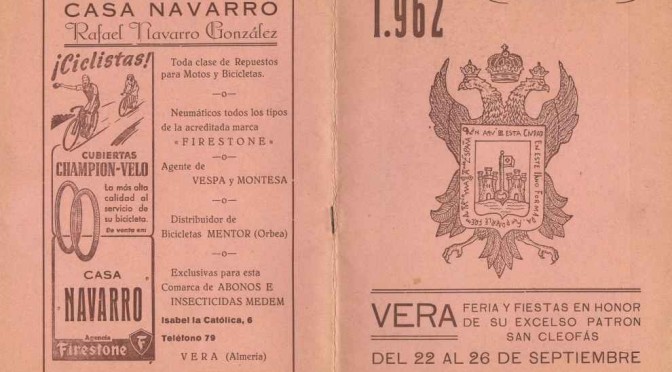 CASA NAVARRO
Rafael Navarro González
¡Ciclistas!
CUBIERTAS
CHAMPION-VELO
La más alta
calidad al
servicio de
su bicicleta.
De venta en:
CASA
NAVARRO
Agencia
Firestone
F
Toda clase de Repuestos
para Motos y Bicicletas.
—o—
Neumáticos todos los tipos
de la acreditada marca
« FIRESTONE »
—o—
Agente de
VESPA y MONTESA
—o—
Distribuidor de
Bicicletas MENTOR (Orbea)
—o—
Exclusivas para esta
Comarca de ABONOS E
INSECTICIDAS MEDEM
Isabel la Católica, 6
Teléfono 79
VERA (Almería)
1.962
VERA
FERIA Y FIESTAS EN HONOR
DE SU EXCELSO PATRON
SAN CLEOFÁS
DEL 22 AL 26 DE SEPTIEMBRE